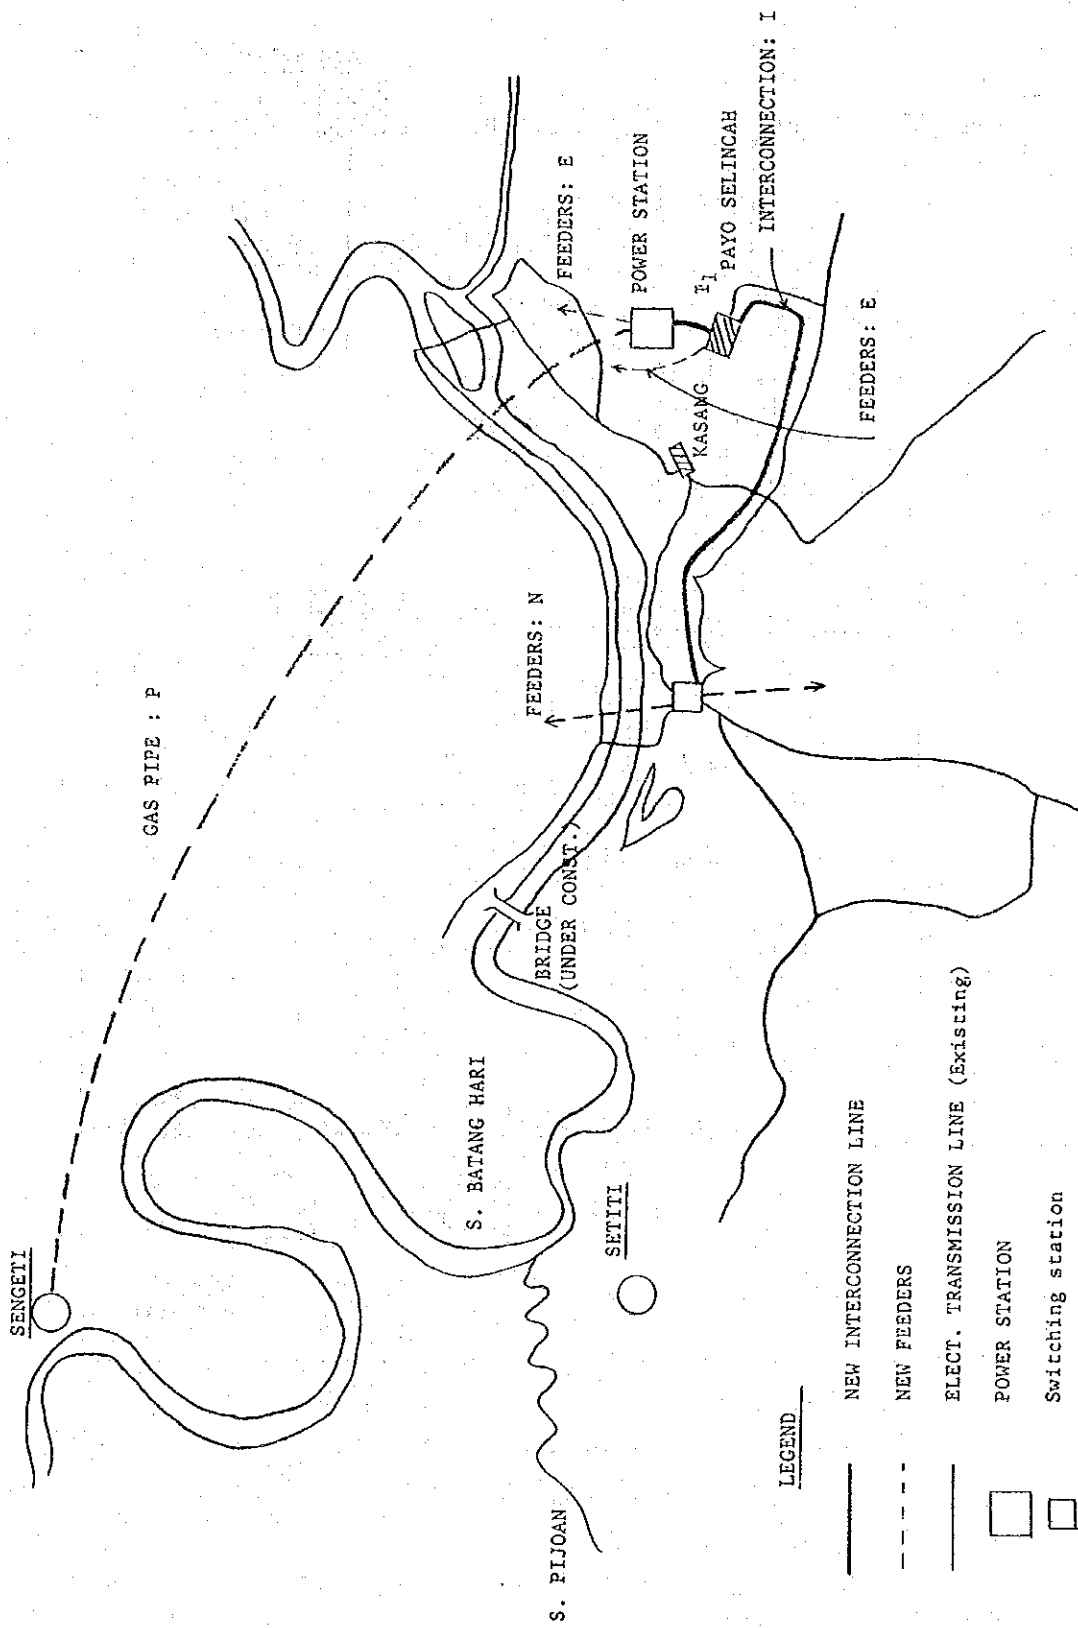 SENGETI
GAS PIPE : P
S. BATANG HARI
S. PIJOAN
SETITI
BRIDGE
(UNDER CONST.)
FEEDERS: N
FEEDERS: E
POWER STATION
KASANG
PAYO SELINCAH
INTERCONNECTION: I
FEEDERS: E
LEGEND
NEW INTERCONNECTION LINE
NEW FEEDERS
ELECT. TRANSMISSION LINE (Existing)
POWER STATION
Switching station